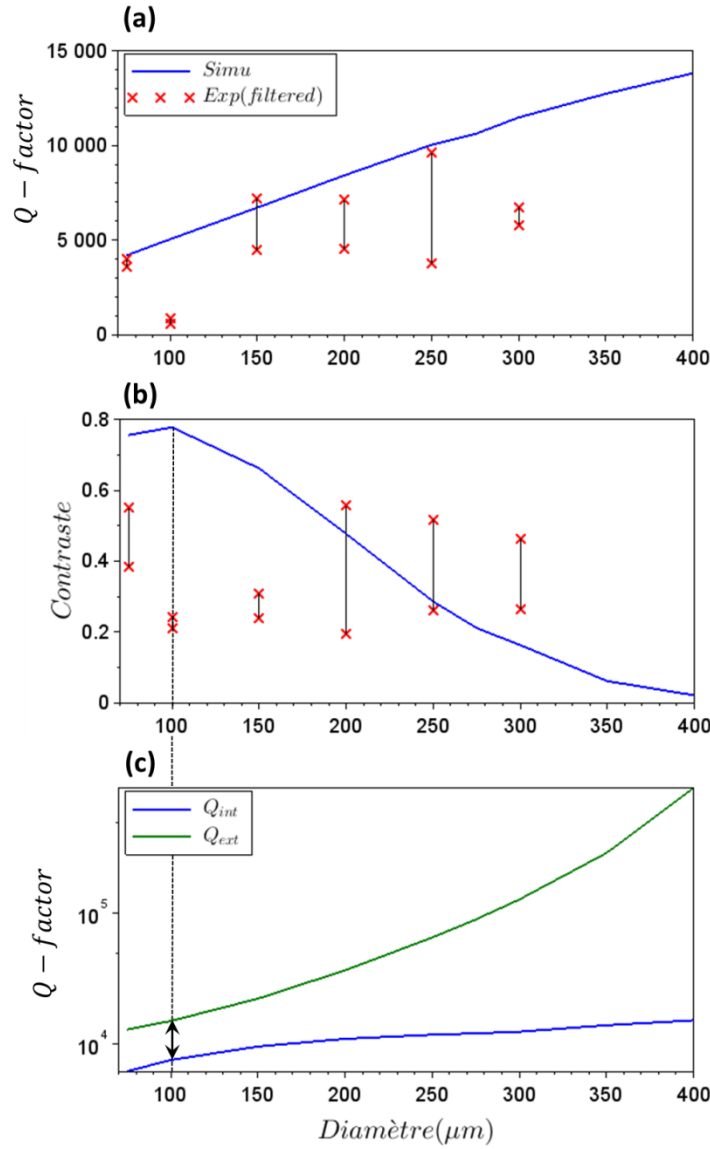 (a)
Q − factor
15 000
10 000
5 000
0
Simu
Exp(filtered)
100 150 200 250 300 350 400
(b)
Contraste
0.8
0.6
0.4
0.2
0
100 150 200 250 300 350 400
(c)
Q − factor
10^5
10^4
Q_int
Q_ext
100 150 200 250 300 350 400
Diamètre(μm)